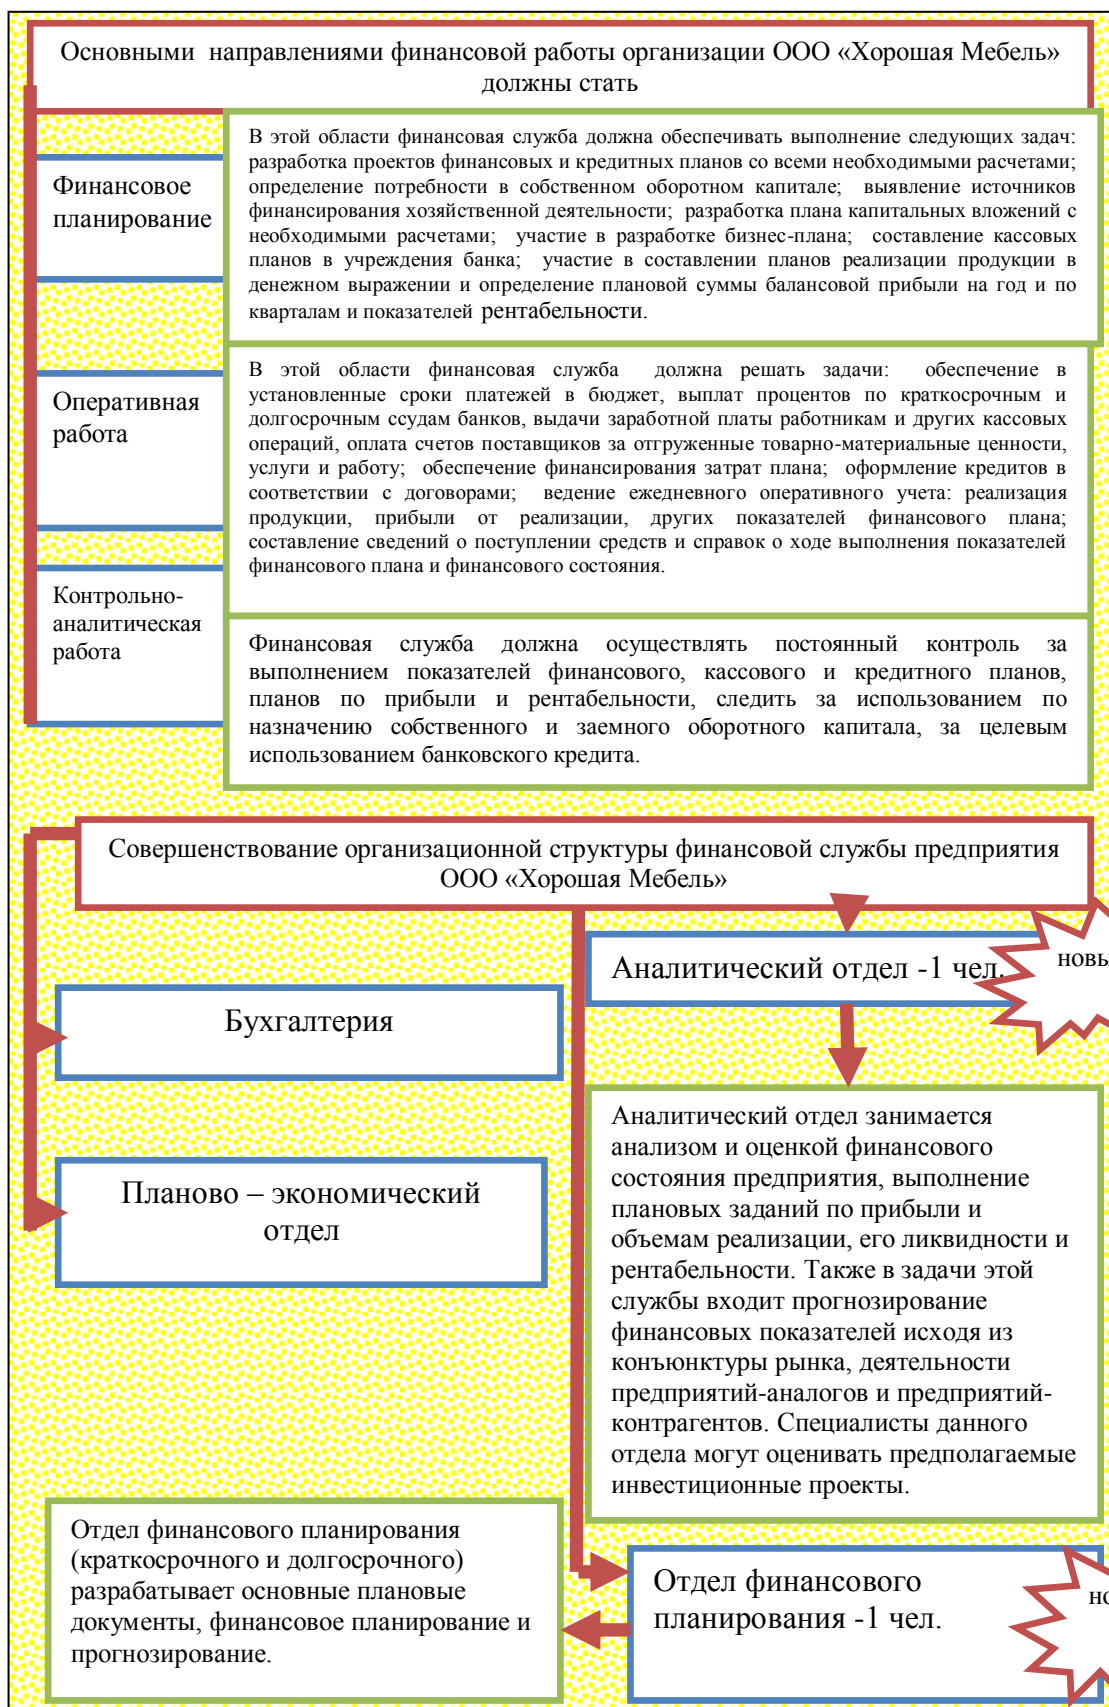 Основными направлениями финансовой работы организации ООО «Хорошая Мебель»
должны стать
Финансовое
планирование
В этой области финансовая служба должна обеспечивать выполнение следующих задач:
разработка проектов финансовых и кредитных планов со всеми необходимыми расчетами;
определение потребности в собственном оборотном капитале; выявление источников
финансирования хозяйственной деятельности; разработка плана капитальных вложений с
необходимыми расчетами; участие в разработке бизнес-плана; составление кассовых
планов в учреждения банка; участие в составлении планов реализации продукции в
денежном выражении и определение плановой суммы балансовой прибыли на год и по
кварталам и показателей рентабельности.
Оперативная
работа
В этой области финансовая служба должна решать задачи: обеспечение в
установленные сроки платежей в бюджет, выплат процентов по краткосрочным и
долгосрочным ссудам банков, выдачи заработной платы работникам и других кассовых
операций, оплата счетов поставщиков за отгруженные товарно-материальные ценности,
услуги и работу; обеспечение финансирования затрат плана; оформление кредитов в
соответствии с договорами; ведение ежедневного оперативного учета: реализация
продукции, прибыли от реализации, других показателей финансового плана;
составление сведений о поступлении средств и справок о ходе выполнения показателей
финансового плана и финансового состояния.
Контрольно-
аналитическая
работа
Финансовая служба должна осуществлять постоянный контроль за
выполнением показателей финансового, кассового и кредитного планов,
планов по прибыли и рентабельности, следить за использованием по
назначению собственного и заемного оборотного капитала, за целевым
использованием банковского кредита.
Совершенствование организационной структуры финансовой службы предприятия
ООО «Хорошая Мебель»
Аналитический отдел -1 чел.
Бухгалтерия
Планово – экономический
отдел
Аналитический отдел занимается
анализом и оценкой финансового
состояния предприятия, выполнение
плановых заданий по прибыли и
объемам реализации, его ликвидности и
рентабельности. Также в задачи этой
службы входит прогнозирование
финансовых показателей исходя из
конъюнктуры рынка, деятельности
предприятий-аналогов и предприятий-
контрагентов. Специалисты данного
отдела могут оценивать предполагаемые
инвестиционные проекты.
Отдел финансового планирования
(краткосрочного и долгосрочного)
разрабатывает основные плановые
документы, финансовое планирование и
прогнозирование.
Отдел финансового
планирования -1 чел.